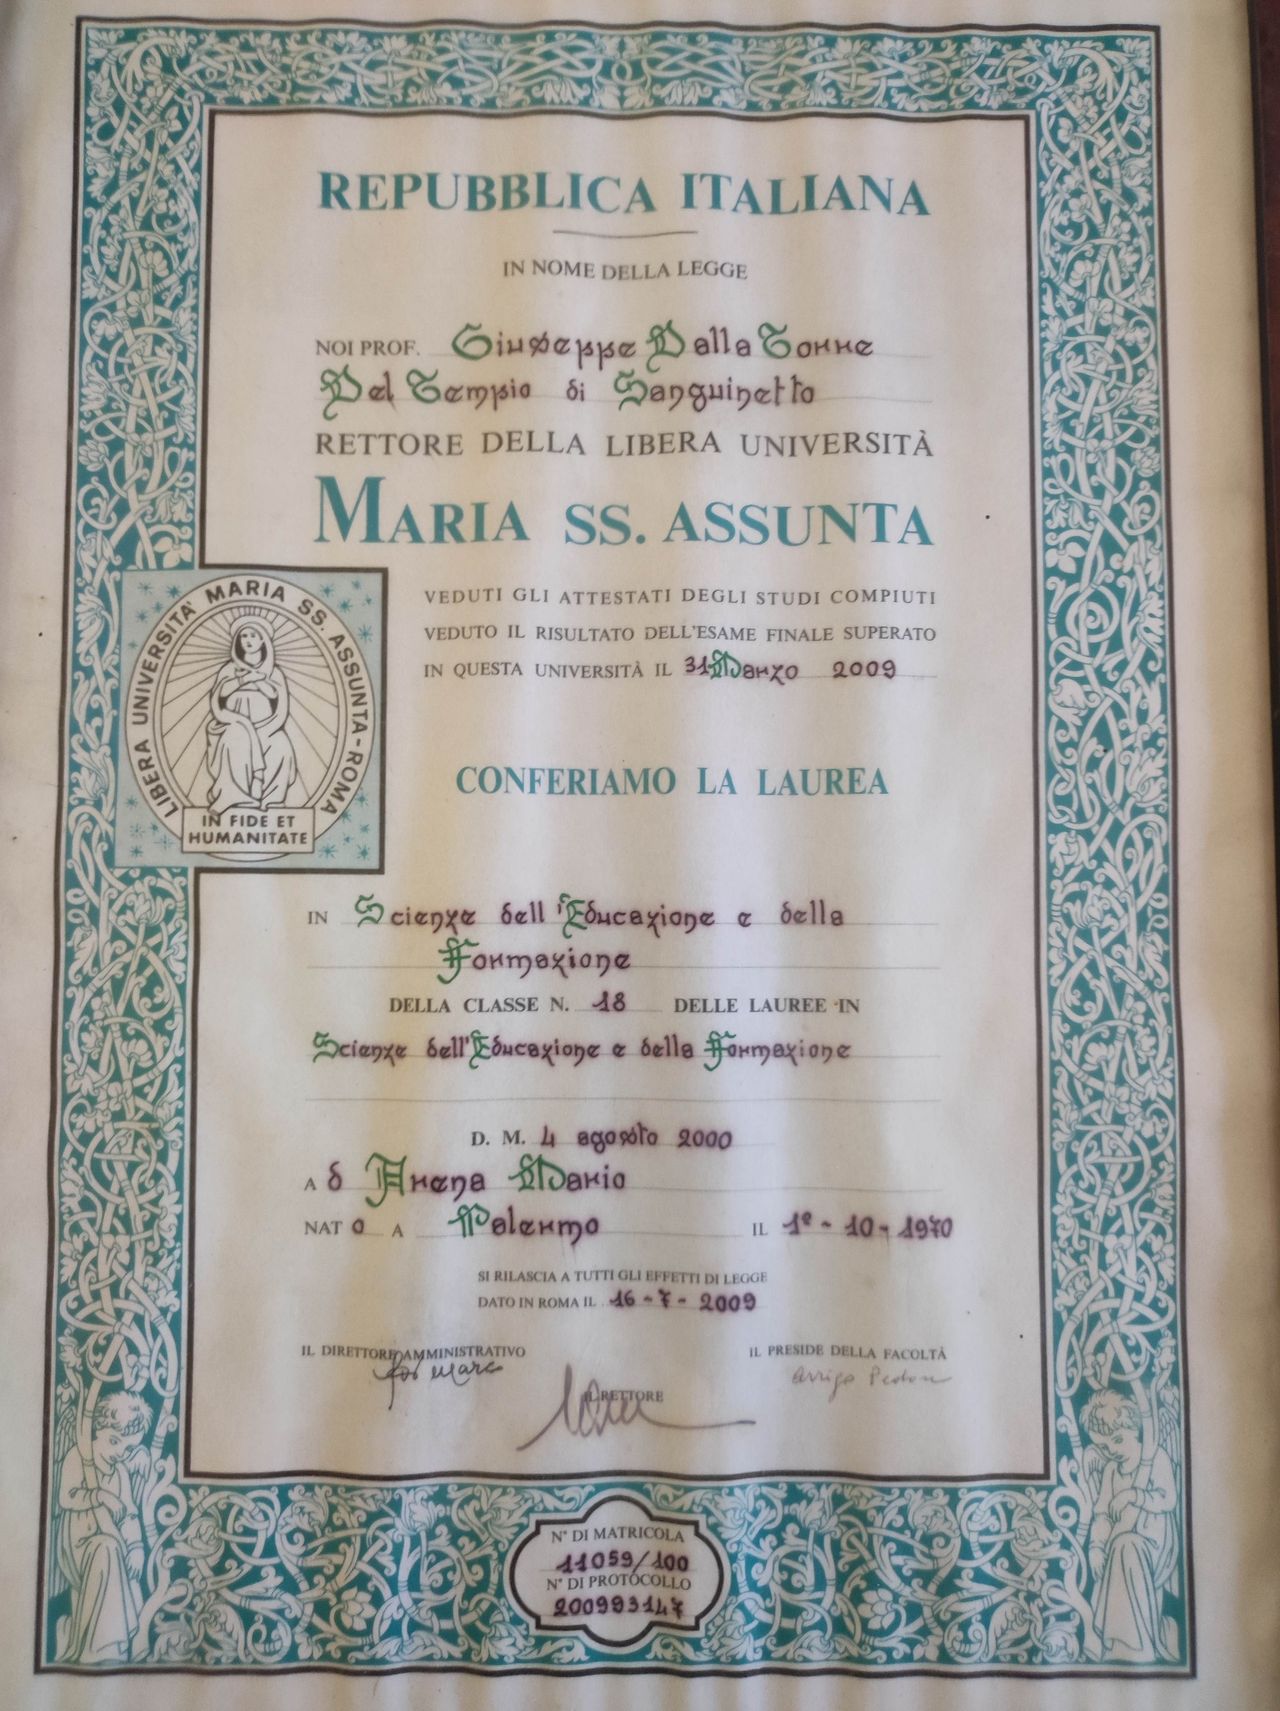 REPUBBLICA ITALIANA
IN NOME DELLA LEGGE
NOI PROF. Giuseppe Dalla Torre
Del Tempio di Sanguinetto
RETTORE DELLA LIBERA UNIVERSITÀ
MARIA SS. ASSUNTA
VEDUTI GLI ATTESTATI DEGLI STUDI COMPIUTI
VEDUTO IL RISULTATO DELL'ESAME FINALE SUPERATO
IN QUESTA UNIVERSITÀ IL 31 Marzo 2009
LIBERA UNIVERSITA' MARIA SS. ASSUNTA - ROMA
IN FIDE ET
HUMANITATE
CONFERIAMO LA LAUREA
IN Scienze dell'Educazione e della
Formazione
DELLA CLASSE N. 18 DELLE LAUREE IN
Scienze dell'Educazione e della Formazione
D. M. 4 agosto 2000
A d Arena Mario
NAT o A Palermo IL 1º - 10 - 1970
SI RILASCIA A TUTTI GLI EFFETTI DI LEGGE
DATO IN ROMA IL 16 - 7 - 2009
IL DIRETTORE AMMINISTRATIVO
IL PRESIDE DELLA FACOLTÀ
IL RETTORE
N° DI MATRICOLA
11059/100
N° DI PROTOCOLLO
200993147